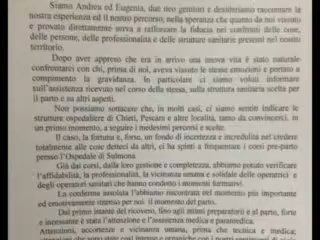 Siamo Andrea ed Eugenia, due neo genitori e desideriamo raccontare la
nostra esperienza ed il nostro percorso, nella speranza che quanto da noi vissuto
e provato direttamente serva a rafforzare la fiducia nei confronti delle cose,
delle persone, delle professionalità e delle strutture sanitarie presenti nel nostro
territorio.
Dopo aver appreso che era in arrivo una nuova vita è stato naturale
confrontarci con chi, prima di noi, aveva vissuto le stesse emozioni e portato a
compimento la gravidanza. In particolare ci siamo voluti informare
sull'assistenza ricevuta nel corso della stessa, sulla struttura sanitaria scelta per
il parto e su altri aspetti.
Non possiamo sottacere che, in molti casi, ci siamo sentiti indicare le
strutture ospedaliere di Chieri, Pescara e altre località, tanto da convincerci, in
un primo momento, a seguire i medesimi percorsi scelti.
Il caso, la fortuna e, forse, un fondo di incertezza e incredulità nel credere
totalmente alle cose detteci da altri, ci ha spinti a frequentare i corsi pre-parto
presso l'Ospedale di Sulmona
Già dai corsi, dalla loro gestione e completezza, abbiamo potuto verificare
l'affidabilità, la professionalità, la vicinanza umana e solidale delle operatrici e
degli operatori sanitari che hanno condotto i momenti formativi.
La conferma assoluta l'abbiamo riscontrata nel momento più importante
ed emotivamente intenso per noi: il momento del parto.
Dal primo istante del ricovero, fino agli attimi preparatori e al parto, forte
e incessante è stata l'attenzione e l'assistenza medica e paramedica.
Attenzioni, accortezze e vicinanza umana, prima che tecnica e medica,